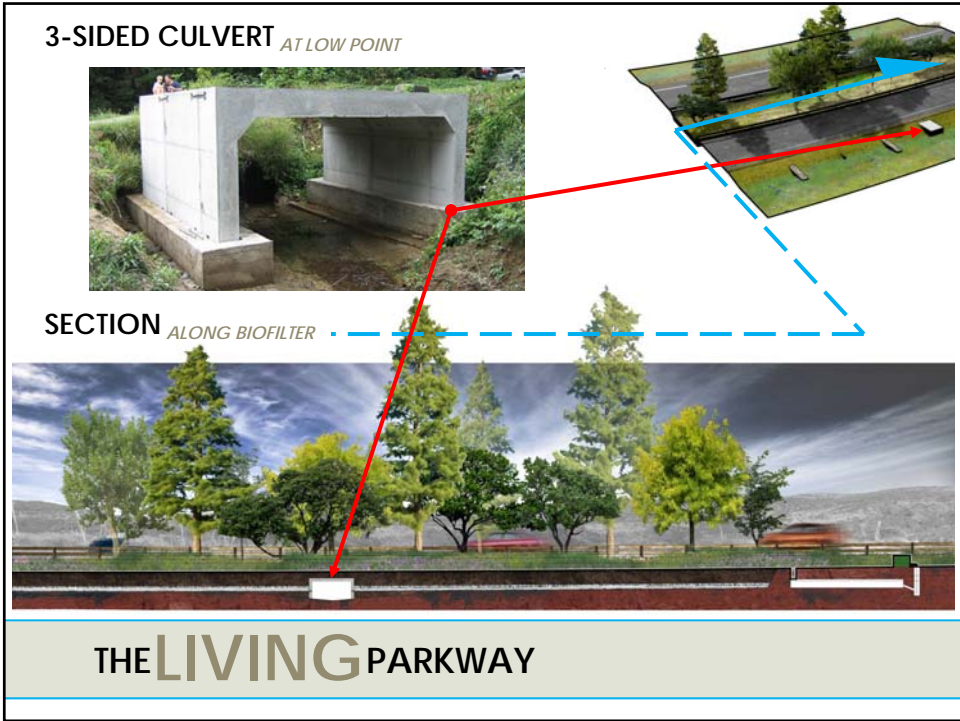 3-SIDED CULVERT AT LOW POINT
SECTION ALONG BIOFILTER
THE LIVING PARKWAY